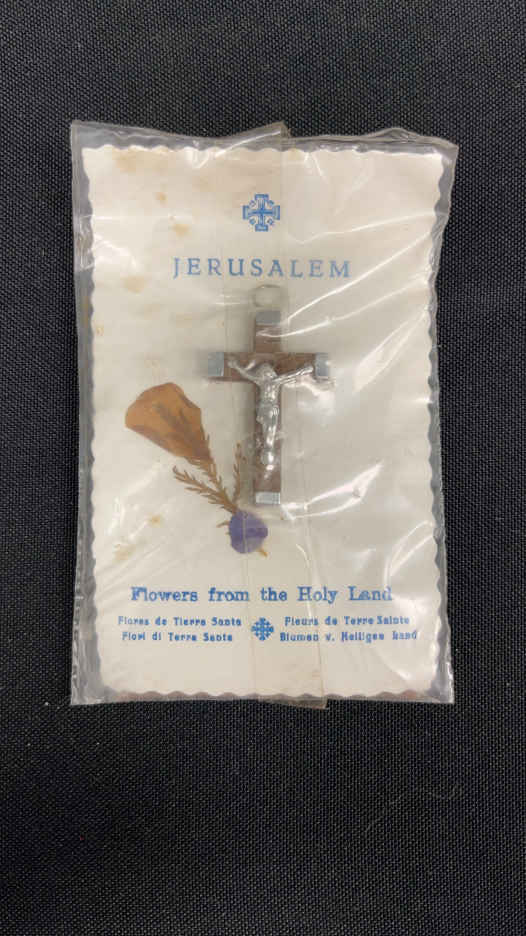 JERUSALEM
Flowers from the Holy Land
Flores de Tierra Santa Fleurs de Terre Sainte
Fiori di Terra Santa Blumen v. Heiligen Land